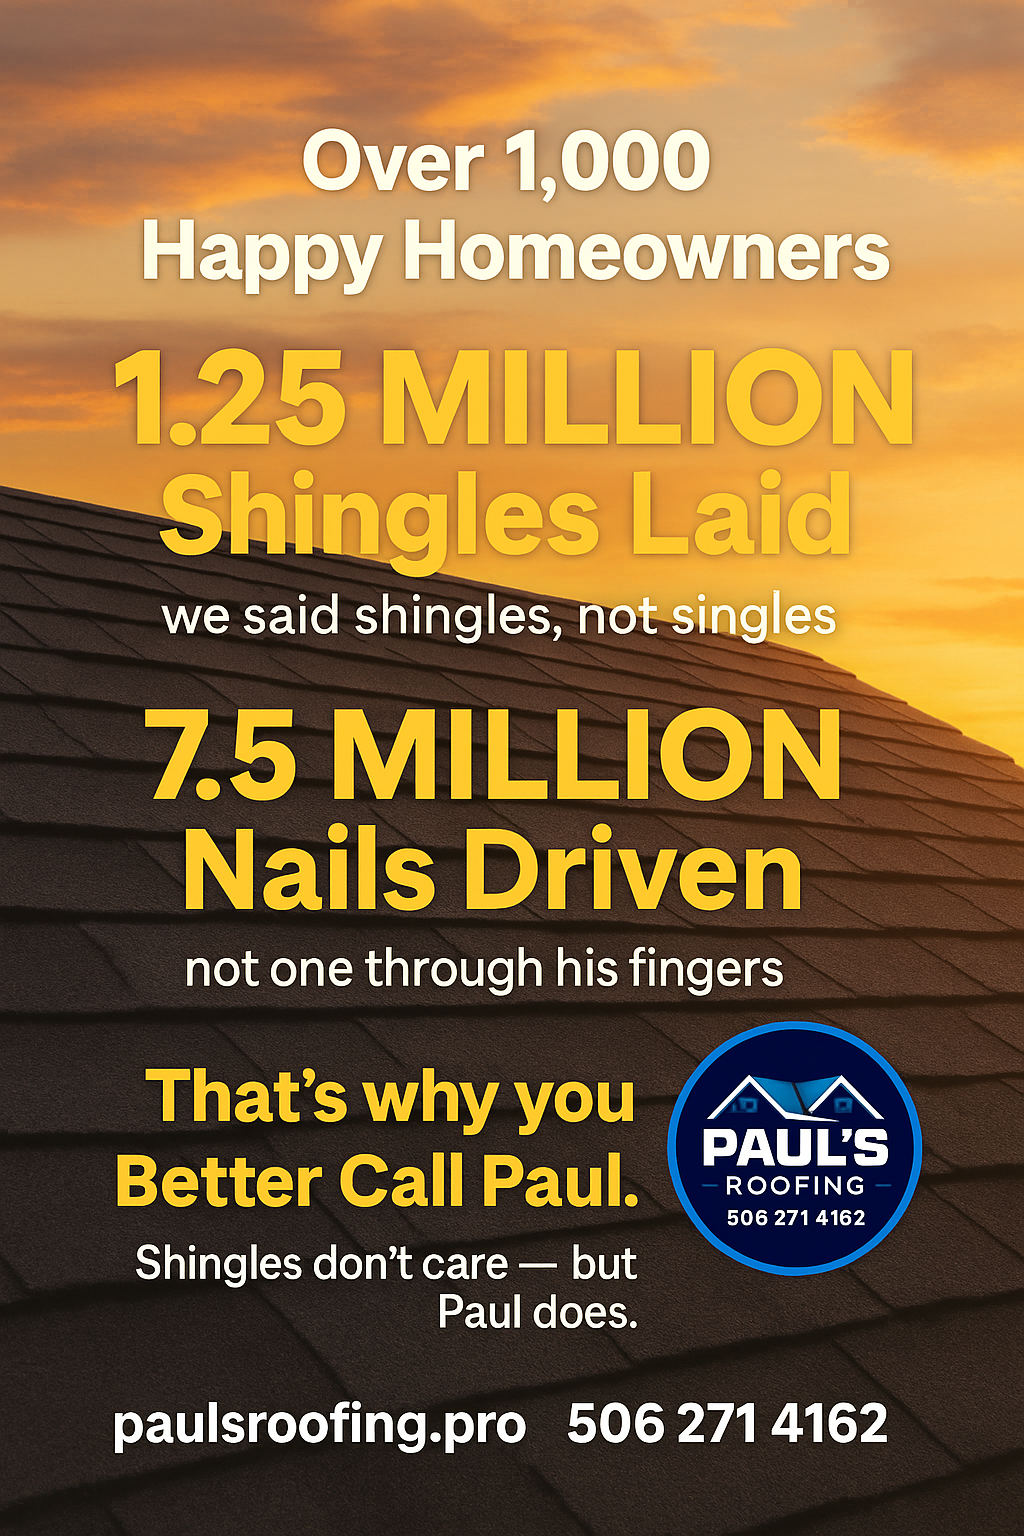 Over 1,000
Happy Homeowners
1.25 MILLION
Shingles Laid
we said shingles, not singles
7.5 MILLION
Nails Driven
not one through his fingers
That’s why you
Better Call Paul.
Shingles don’t care — but
Paul does.
PAUL’S
ROOFING
506 271 4162
paulsroofing.pro 506 271 4162